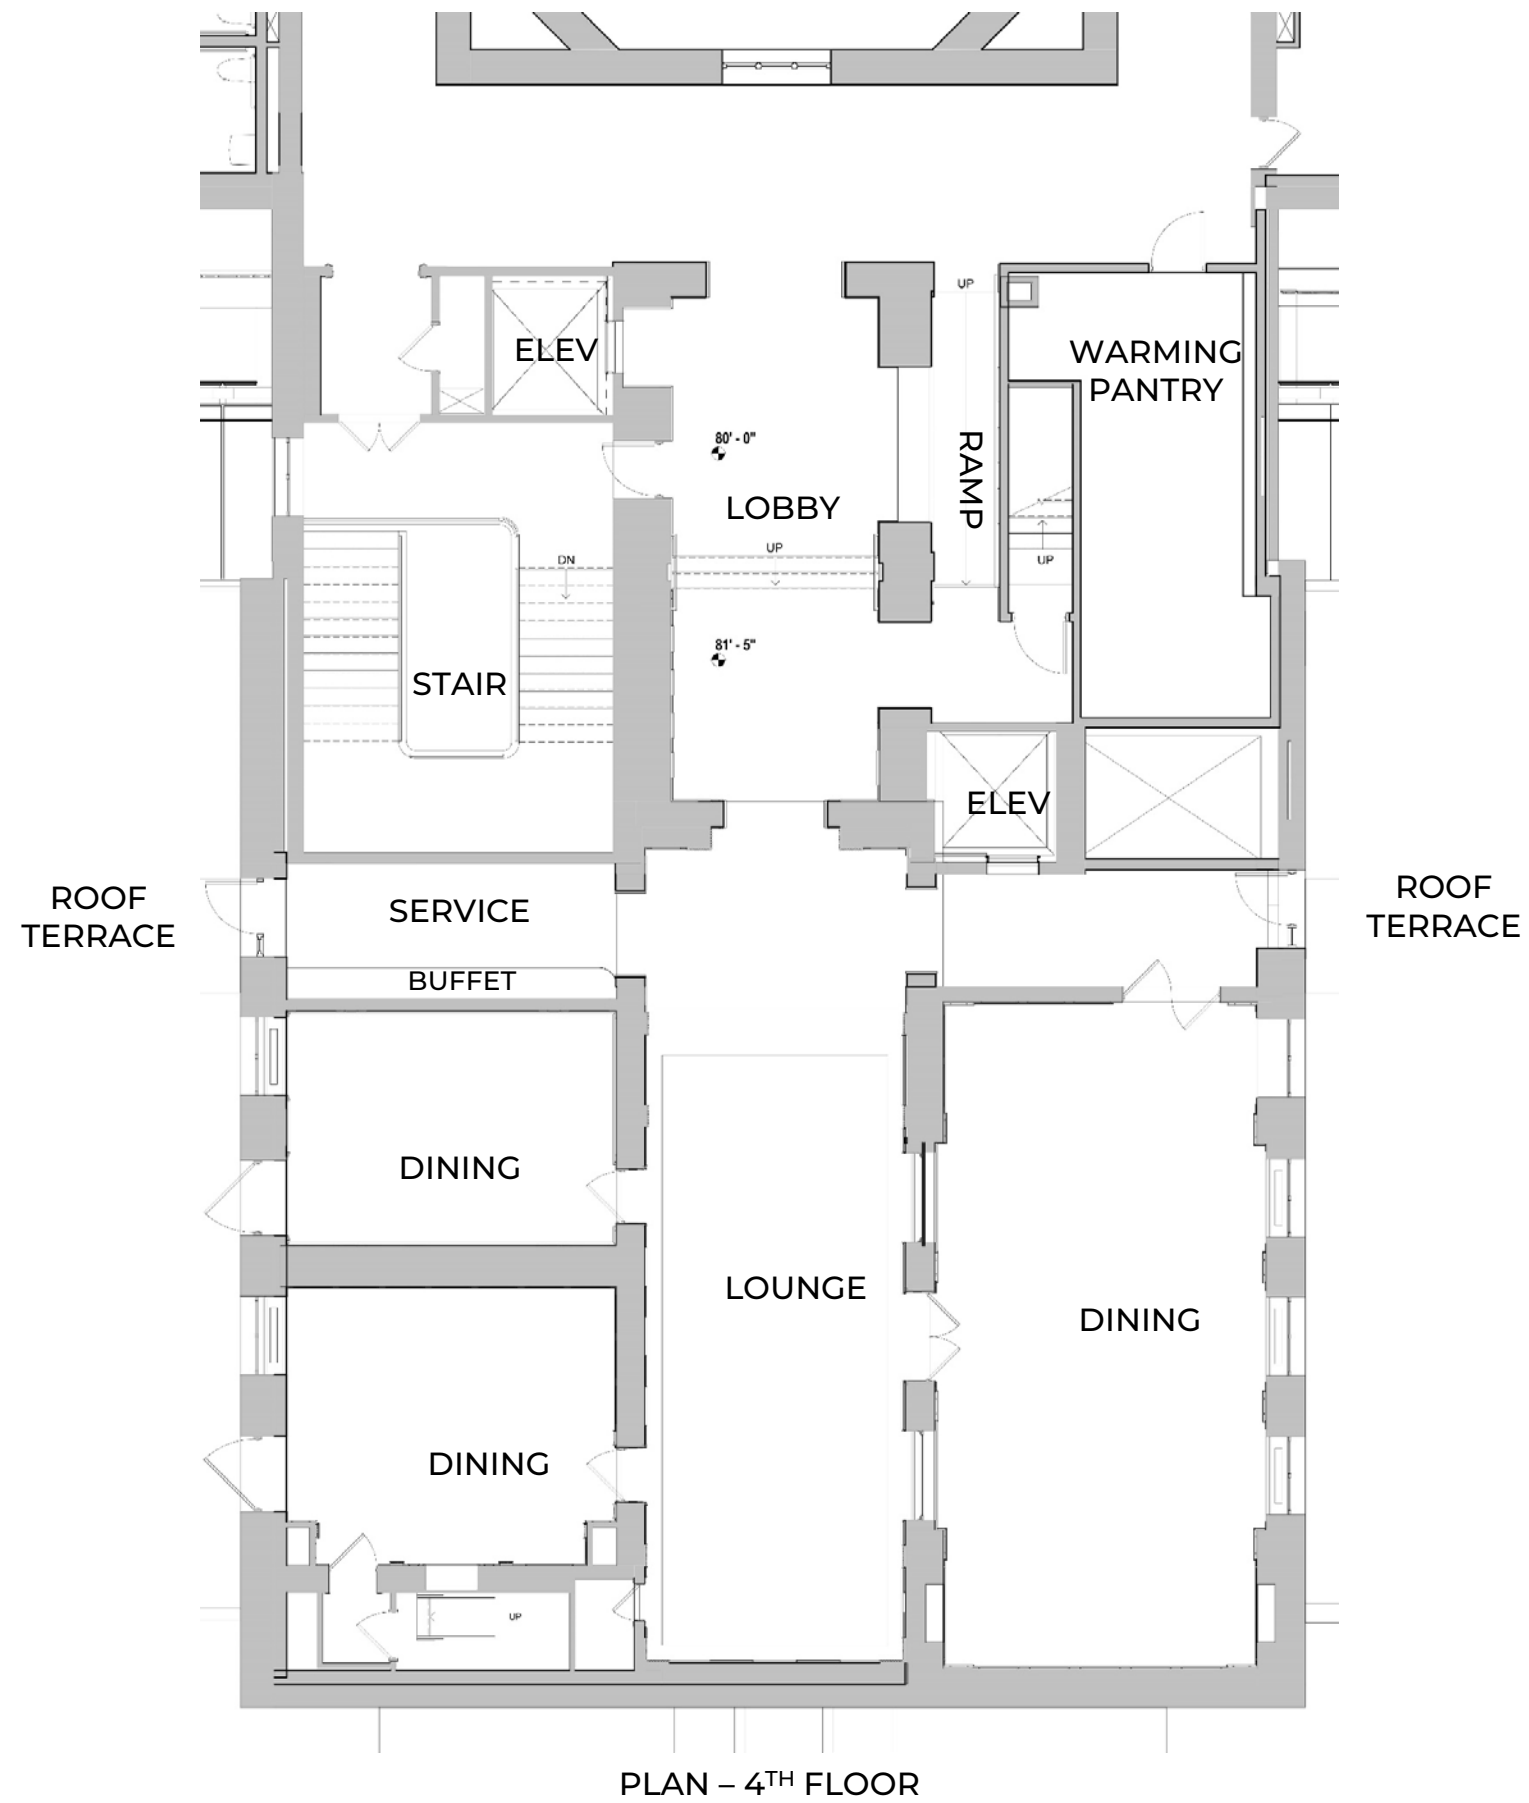 UP
ELEV
WARMING
PANTRY
80' - 0"
RAMP
LOBBY
UP
DN
UP
81' - 5"
STAIR
ELEV
ROOF
TERRACE
SERVICE
ROOF
TERRACE
BUFFET
DINING
LOUNGE
DINING
DINING
UP
PLAN – 4TH FLOOR